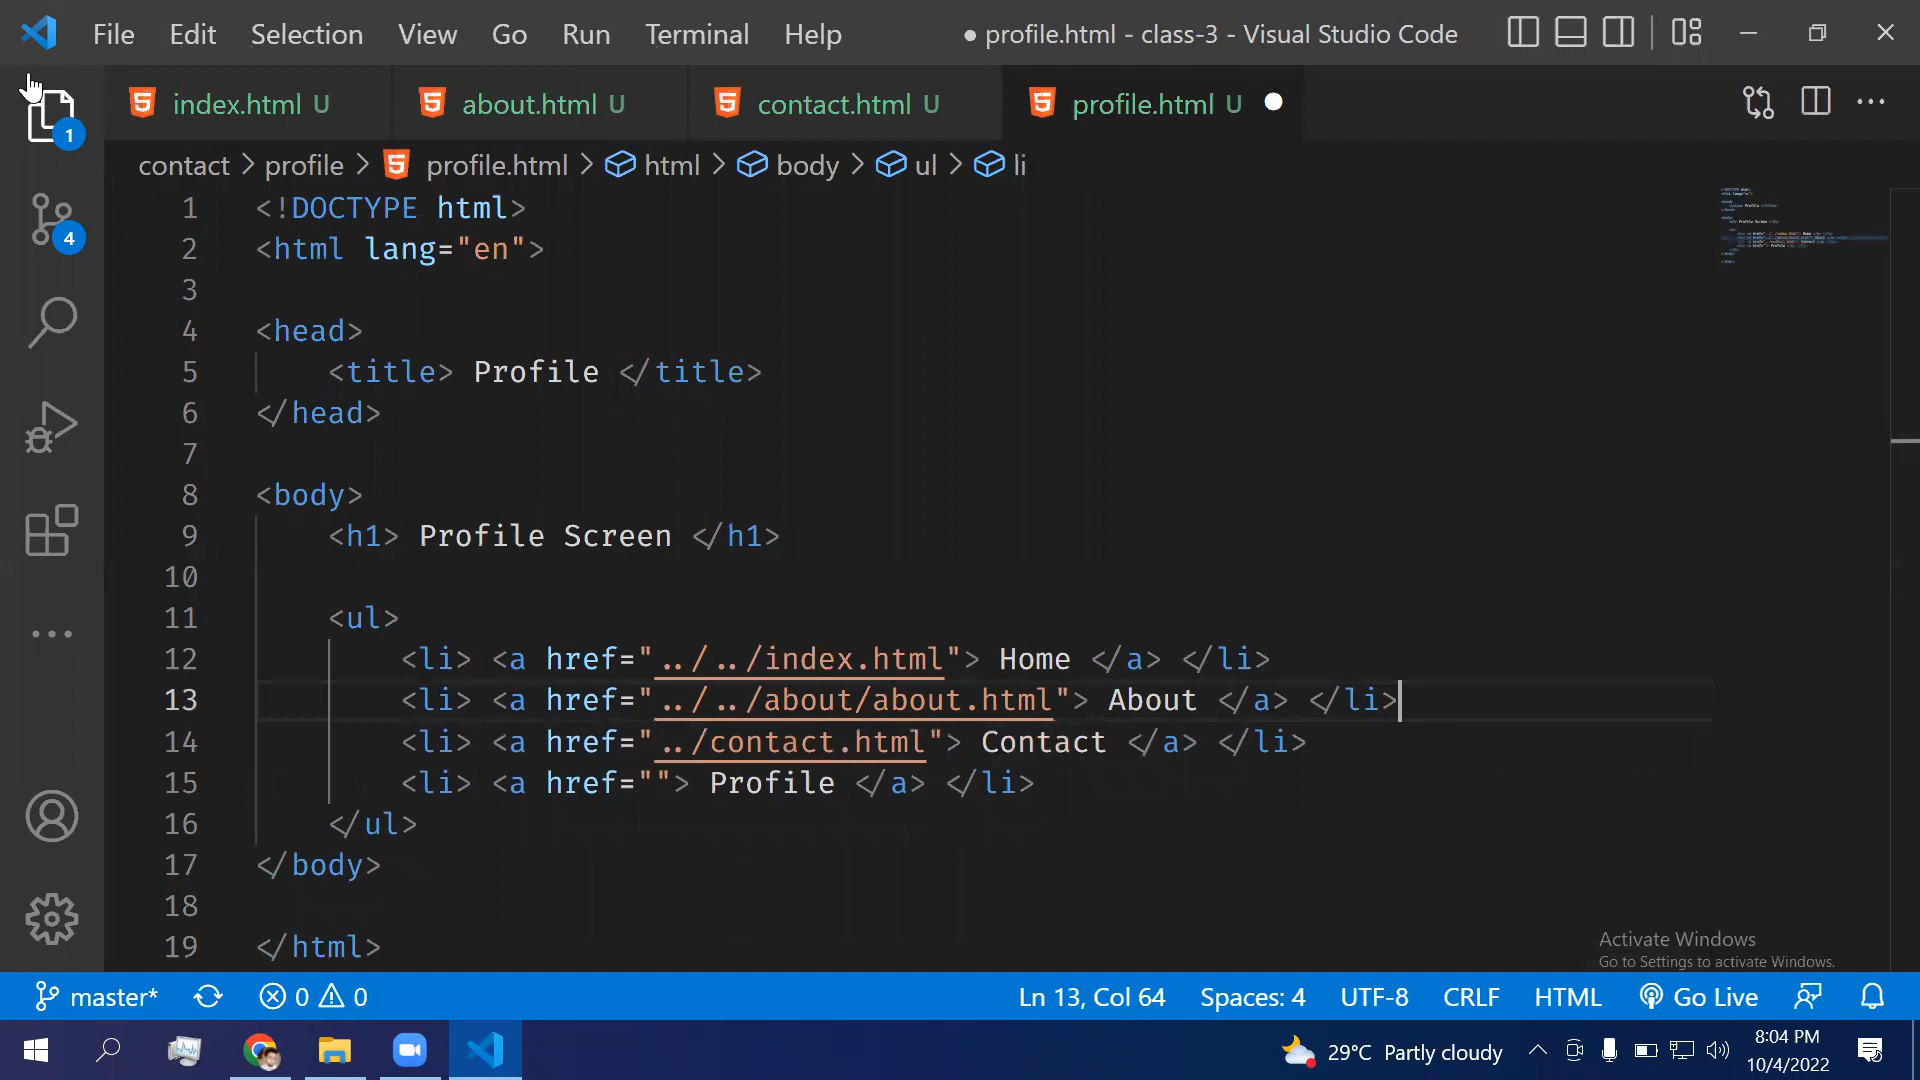 File Edit Selection View Go Run Terminal Help ● profile.html - class-3 - Visual Studio Code
index.html U about.html U contact.html U profile.html U ●
1
contact > profile > profile.html > html > body > ul > li
4
1 <!DOCTYPE html>
2 <html lang="en">
3
4 <head>
5 <title> Profile </title>
6 </head>
7
8 <body>
9 <h1> Profile Screen </h1>
10
11 <ul>
12 <li> <a href="../../index.html"> Home </a> </li>
13 <li> <a href="../../about/about.html"> About </a> </li>
14 <li> <a href="../contact.html"> Contact </a> </li>
15 <li> <a href=""> Profile </a> </li>
16 </ul>
17 </body>
18
19 </html>
Activate Windows
Go to Settings to activate Windows.
master* 0 0 Ln 13, Col 64 Spaces: 4 UTF-8 CRLF HTML Go Live
29°C Partly cloudy 8:04 PM
10/4/2022